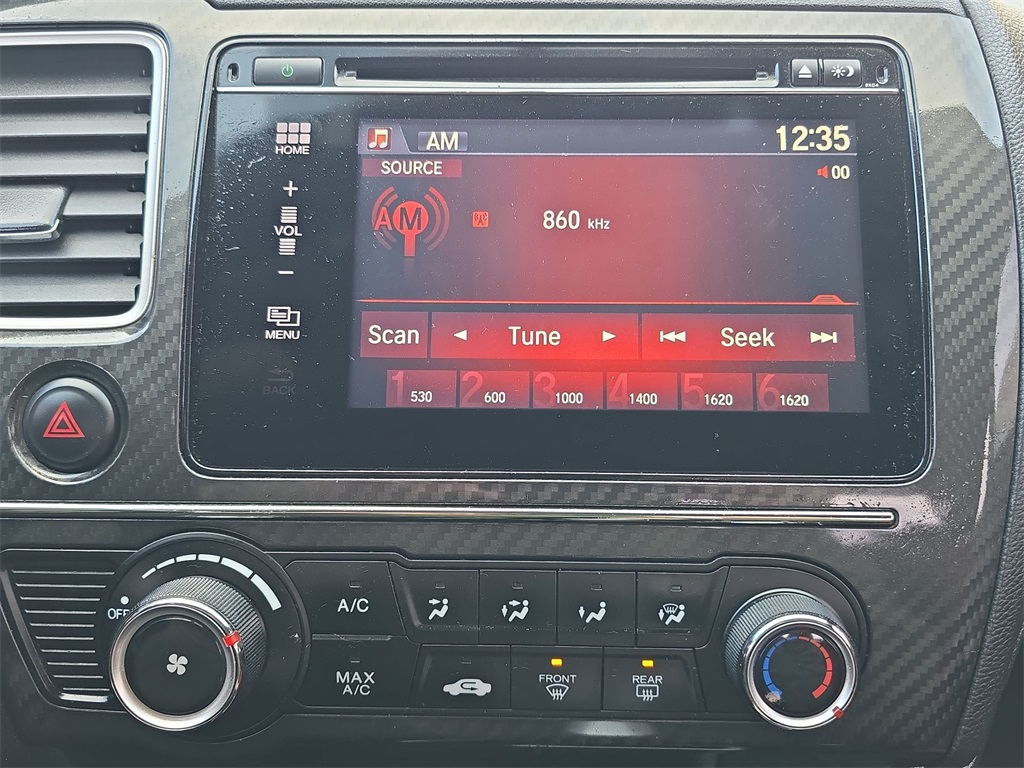 HOME
+
VOL
−
MENU
BACK
AM
12:35
SOURCE
00
AM
860 kHz
Scan
Tune
Seek
1 530
2 600
3 1000
4 1400
5 1620
6 1620
OFF
A/C
MAX A/C
FRONT
REAR